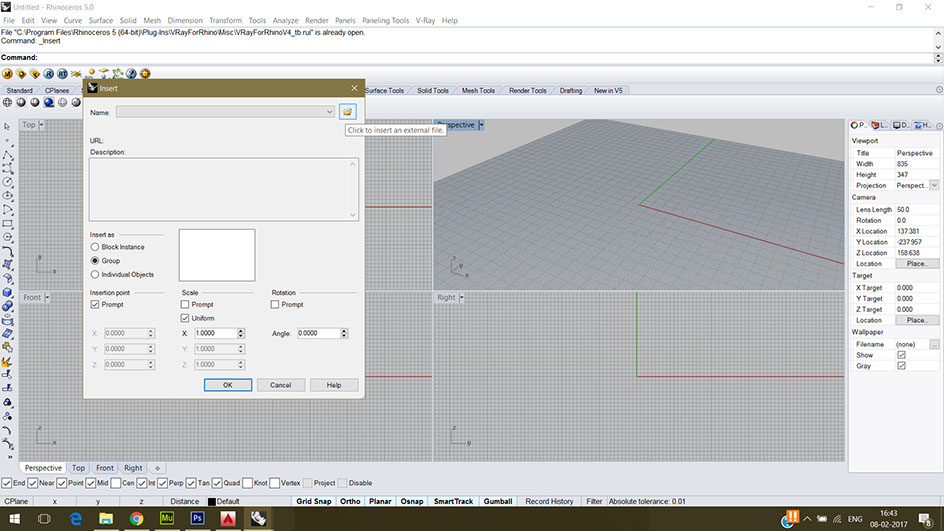 Untitled - Rhinoceros 5.0
File Edit View Curve Surface Solid Mesh Dimension Transform Tools Analyze Render Panels Paneling Tools V-Ray Help
File "C:\Program Files\Rhinoceros 5 (64-bit)\Plug-Ins\VRayForRhino\Misc\VRayForRhinoV4_tb.rui" is already open.
Command: _Insert
Command:
Standard CPlanes Surface Tools Solid Tools Mesh Tools Render Tools Drafting New in V5
Top
Perspective
Insert
Name:
Click to insert an external file.
URL:
Description:
Insert as
Block Instance
Group
Individual Objects
Insertion point Scale Rotation
Prompt Prompt Prompt
Uniform
X: 0.0000 X: 1.0000 Angle: 0.0000
Y: 0.0000 Y: 1.0000
Z: 0.0000 Z: 1.0000
OK Cancel Help
Front
Right
P... L... D... H...
Viewport
Title Perspective
Width 835
Height 347
Projection Perspect...
Camera
Lens Length 50.0
Rotation 0.0
X Location 137.381
Y Location -237.957
Z Location 158.638
Location Place...
Target
X Target 0.000
Y Target 0.000
Z Target 0.000
Location Place...
Wallpaper
Filename (none) ...
Show
Gray
Perspective Top Front Right
End Near Point Mid Cen Int Perp Tan Quad Knot Vertex Project Disable
CPlane x y z Distance Default Grid Snap Ortho Planar Osnap SmartTrack Gumball Record History Filter Absolute tolerance: 0.01
Mu Ps ENG 16:43
08-02-2017